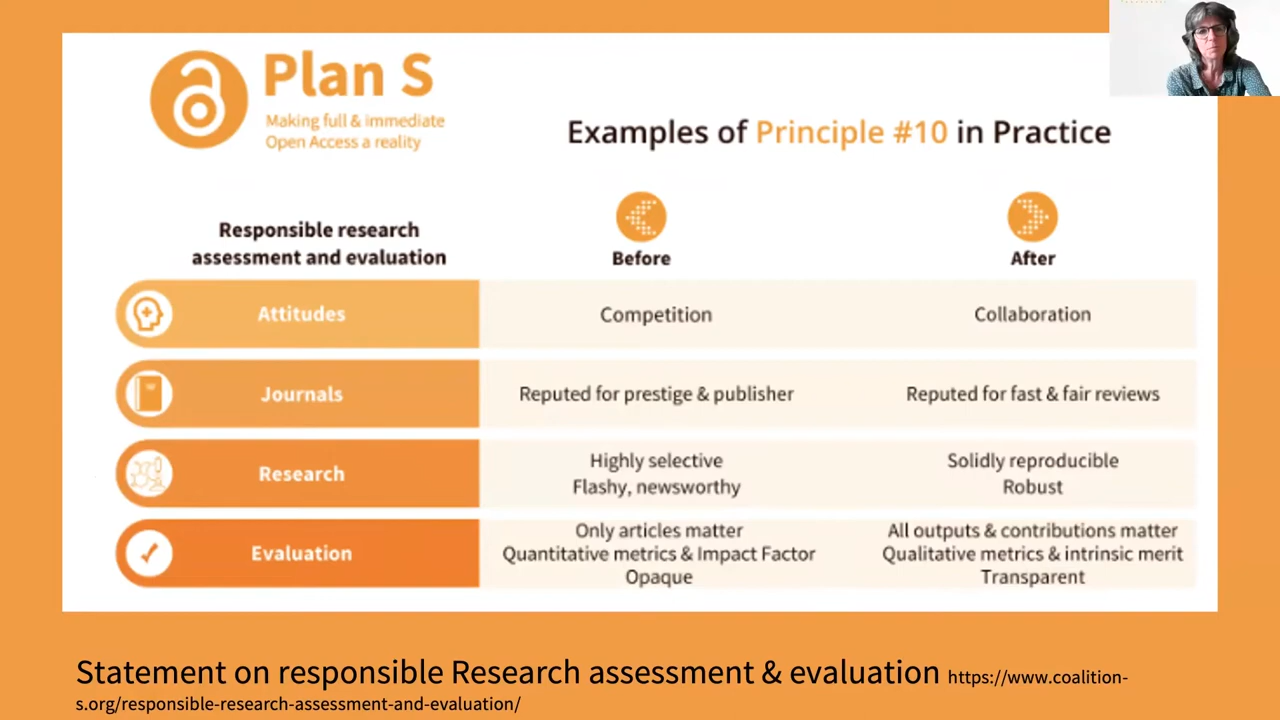 Plan S
Making full & immediate
Open Access a reality
Examples of Principle #10 in Practice
Responsible research
assessment and evaluation
Before
After
Attitudes
Competition
Collaboration
Journals
Reputed for prestige & publisher
Reputed for fast & fair reviews
Research
Highly selective
Flashy, newsworthy
Solidly reproducible
Robust
Evaluation
Only articles matter
Quantitative metrics & Impact Factor
Opaque
All outputs & contributions matter
Qualitative metrics & intrinsic merit
Transparent
Statement on responsible Research assessment & evaluation https://www.coalition-
s.org/responsible-research-assessment-and-evaluation/